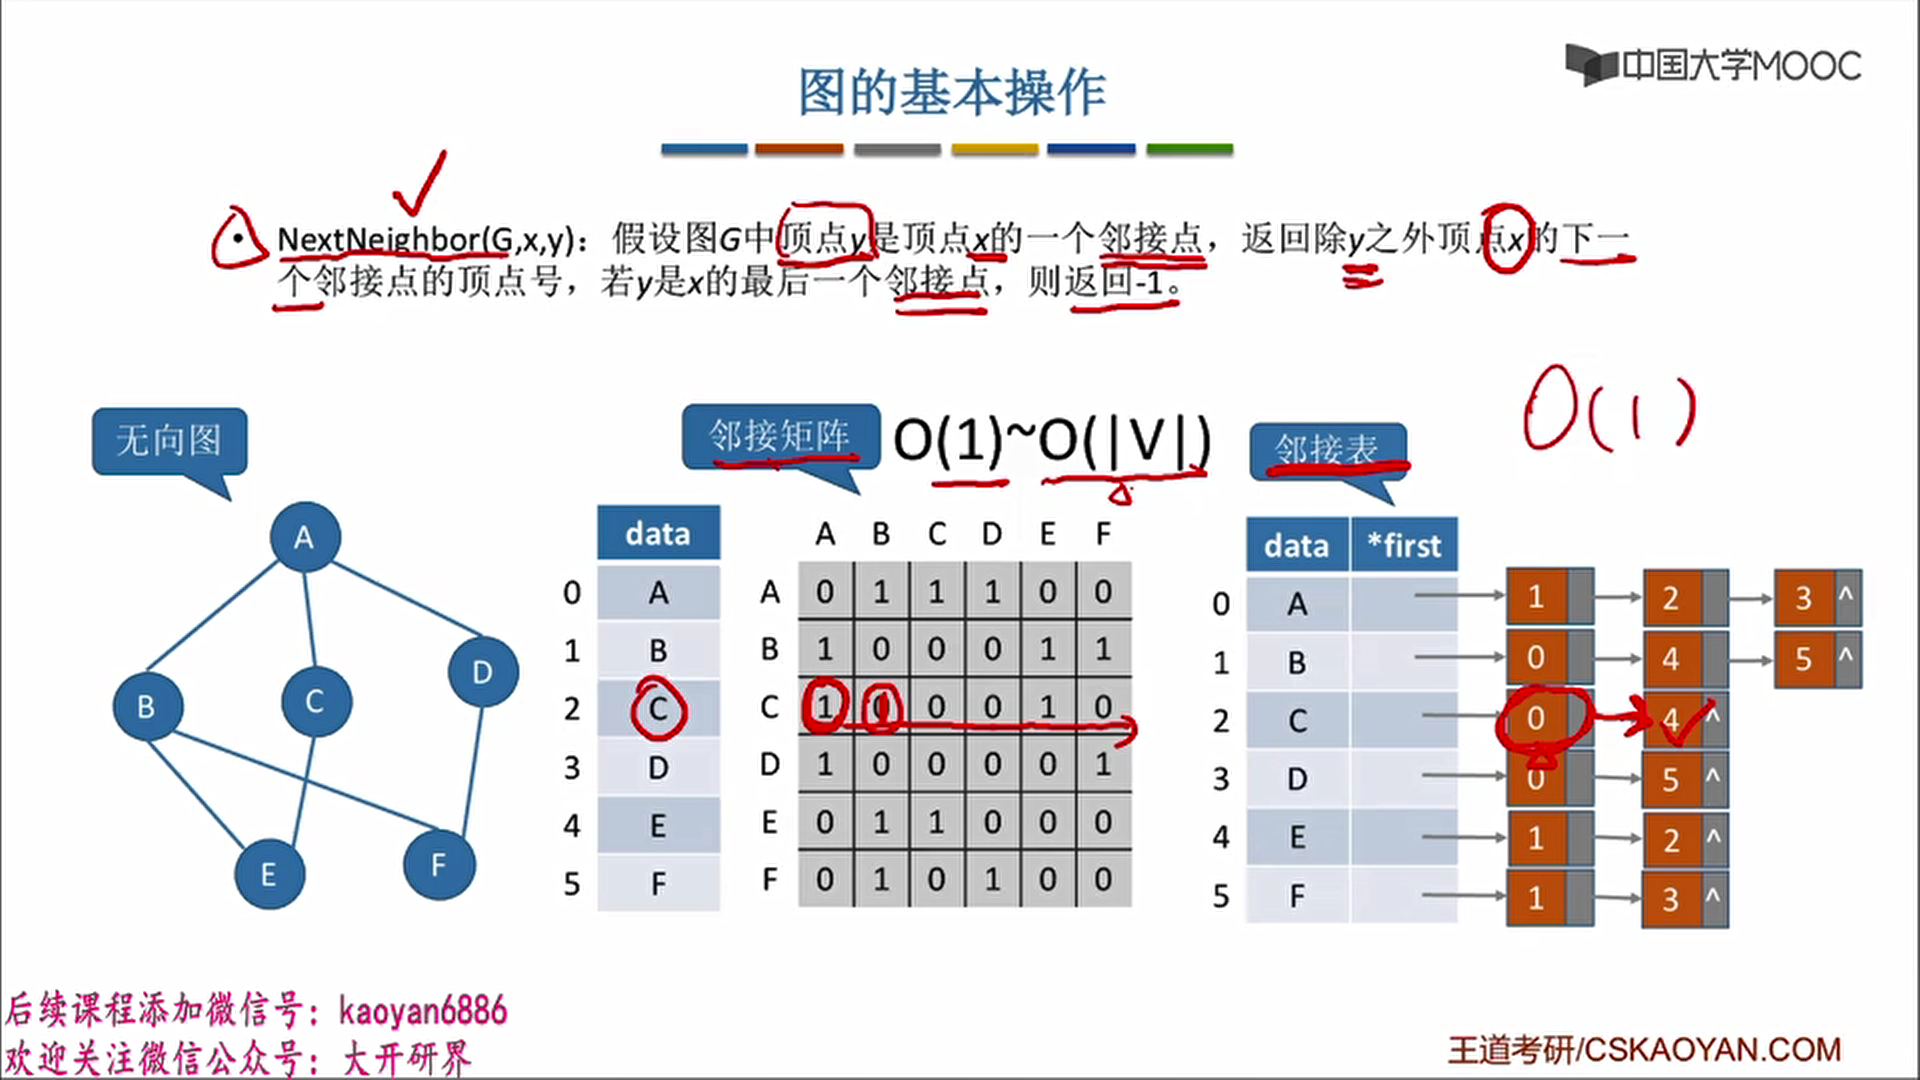 中国大学MOOC
图的基本操作
• NextNeighbor(G,x,y)：假设图G中顶点y是顶点x的一个邻接点，返回除y之外顶点x的下一
个邻接点的顶点号，若y是x的最后一个邻接点，则返回-1。
O(1)
无向图
邻接矩阵 O(1)~O(|V|)
邻接表
A
B
C
D
E
F
data
0 A
1 B
2 C
3 D
4 E
5 F
A B C D E F
A 0 1 1 1 0 0
B 1 0 0 0 1 1
C 1 0 0 0 1 0
D 1 0 0 0 0 1
E 0 1 1 0 0 0
F 0 1 0 1 0 0
data *first
0 A 1 2 3 ^
1 B 0 4 5 ^
2 C 0 4 ^
3 D 0 5 ^
4 E 1 2 ^
5 F 1 3 ^
后续课程添加微信号：kaoyan6886
欢迎关注微信公众号：大开研界
王道考研/CSKAOYAN.COM